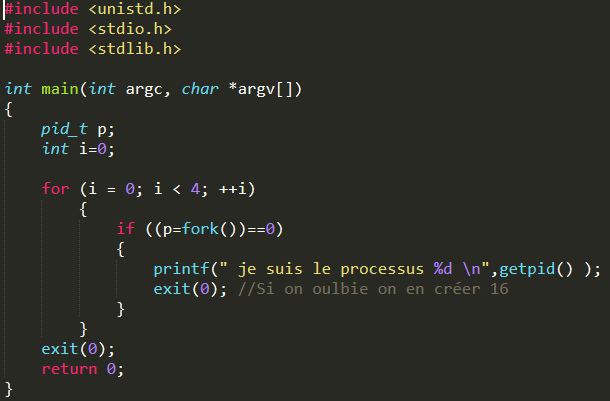 #include <unistd.h>
#include <stdio.h>
#include <stdlib.h>
int main(int argc, char *argv[])
{
pid_t p;
int i=0;
for (i = 0; i < 4; ++i)
{
if ((p=fork())==0)
{
printf(" je suis le processus %d \n",getpid() );
exit(0); //Si on oulbie on en créer 16
}
}
exit(0);
return 0;
}